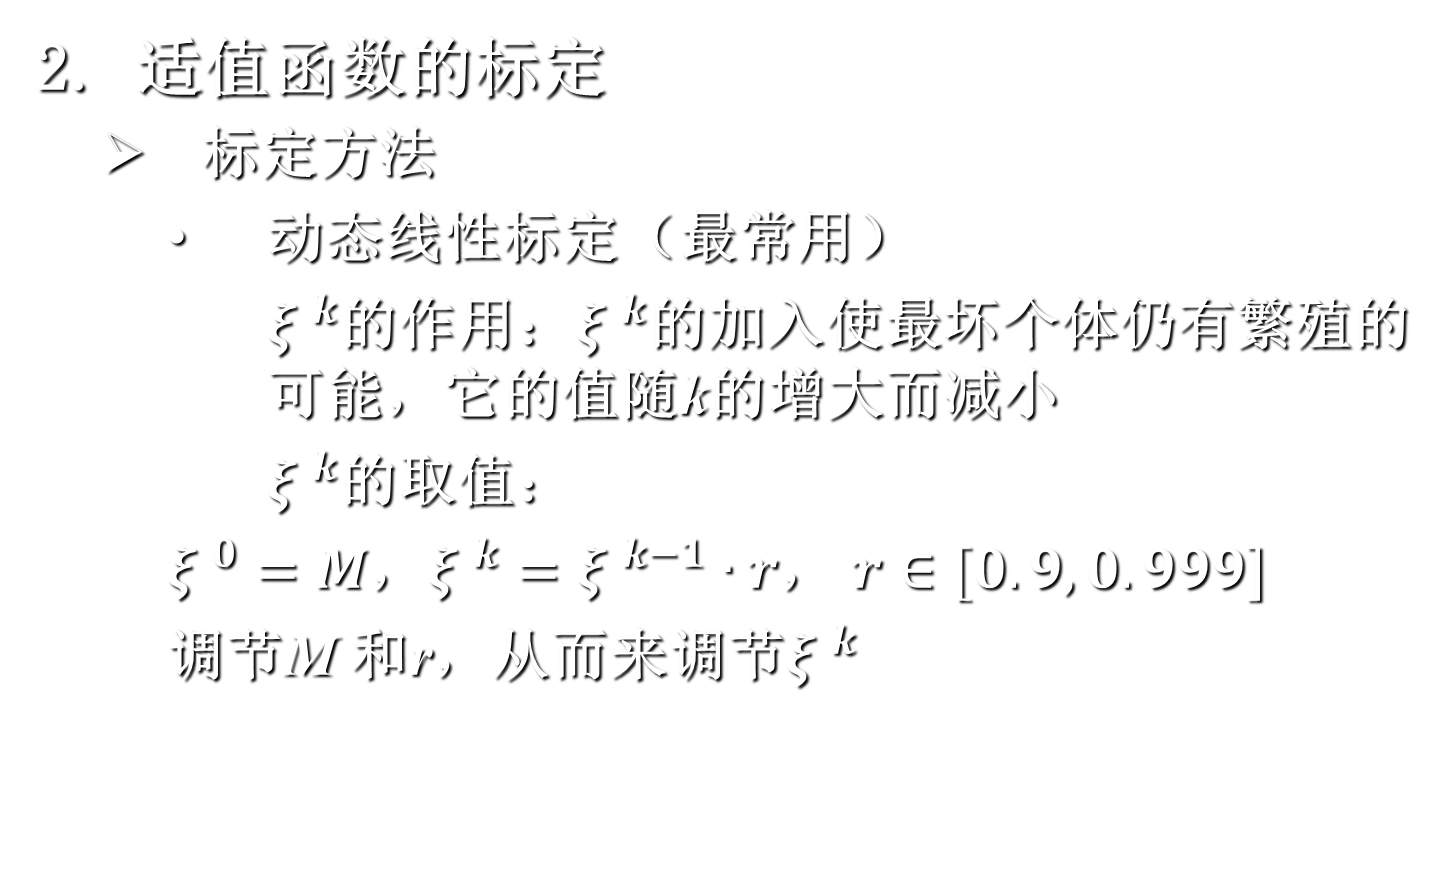 2. 适值函数的标定
➢ 标定方法
• 动态线性标定（最常用）
ξ^k的作用：ξ^k的加入使最坏个体仍有繁殖的
可能，它的值随k的增大而减小
ξ^k的取值：
ξ^0 = M，ξ^k = ξ^{k−1} · r， r ∈ [0.9, 0.999]
调节M 和r，从而来调节ξ^k